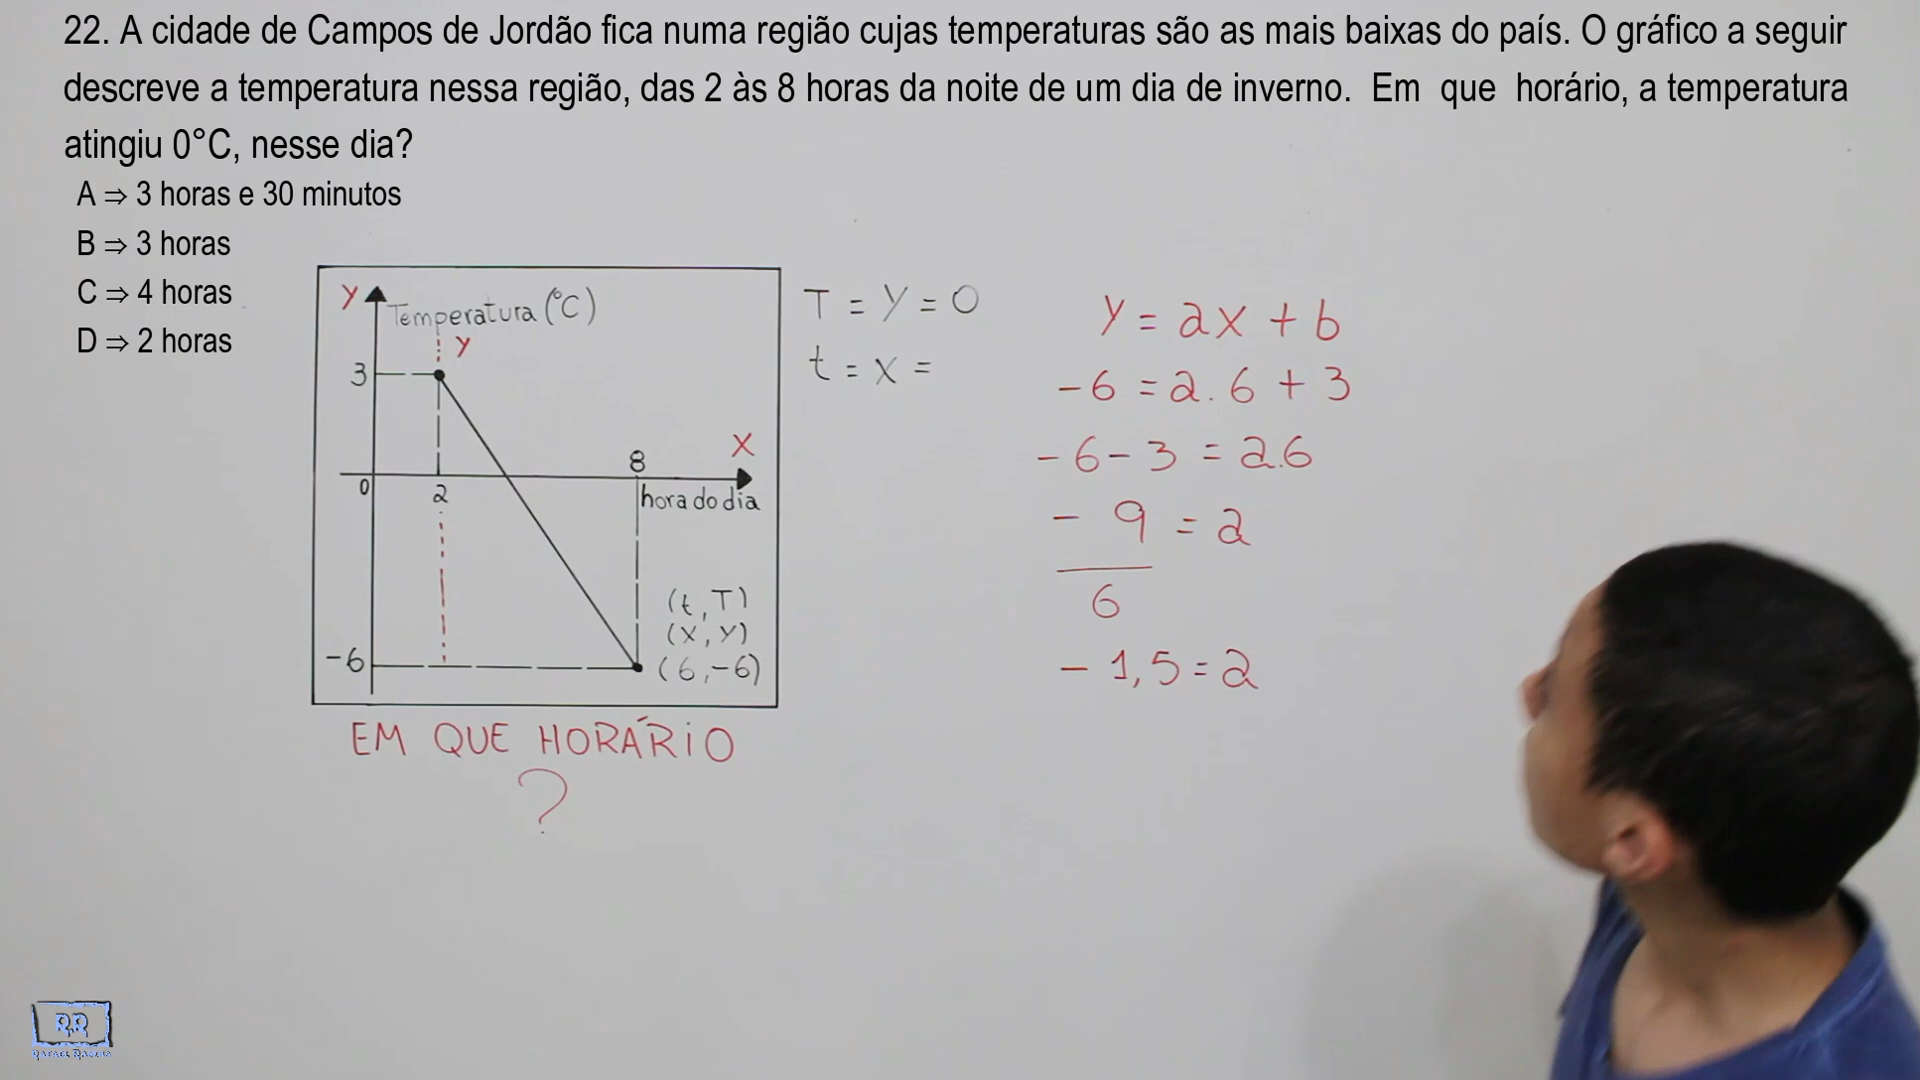 22. A cidade de Campos de Jordão fica numa região cujas temperaturas são as mais baixas do país. O gráfico a seguir
descreve a temperatura nessa região, das 2 às 8 horas da noite de um dia de inverno. Em que horário, a temperatura
atingiu 0°C, nesse dia?
A ⇒ 3 horas e 30 minutos
B ⇒ 3 horas
C ⇒ 4 horas
D ⇒ 2 horas
Y Temperatura (°C)
Y
3
X
8
0 2 hora do dia
(t, T)
(X, Y)
-6 (6,-6)
EM QUE HORÁRIO
?
T = Y = 0
t = X =
Y = aX + b
-6 = a.6 + 3
-6-3 = a.6
-9 = a
6
-1,5 = a
RR
RAFAEL RAGUZA